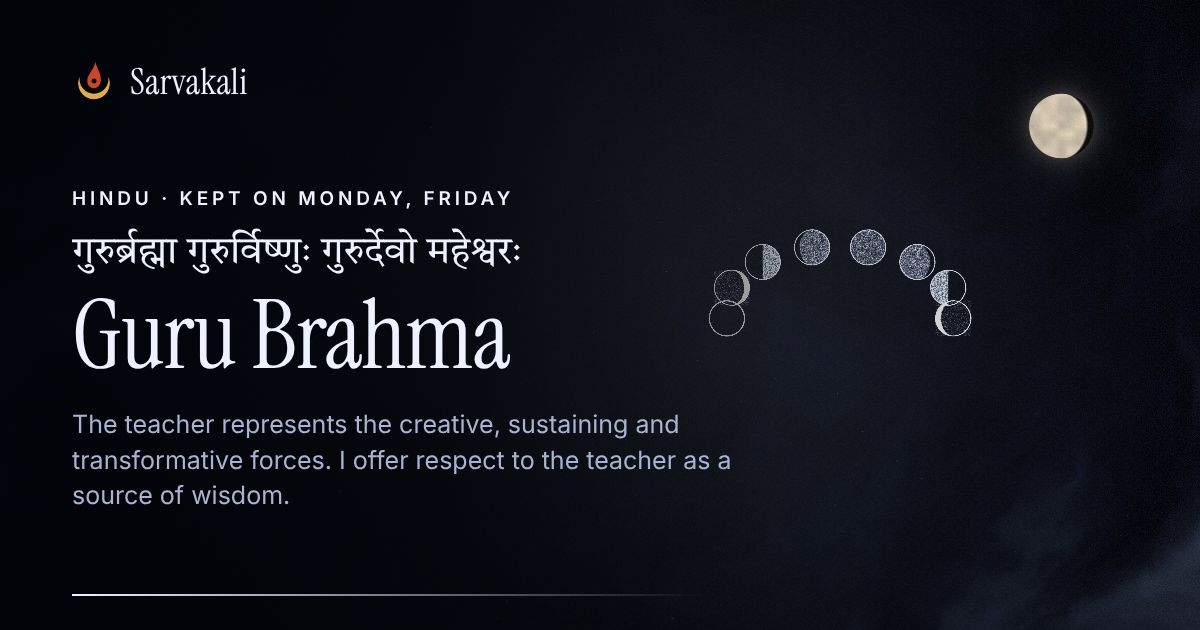 Sarvakali
HINDU · KEPT ON MONDAY, FRIDAY
गुरुर्ब्रह्मा गुरुर्विष्णुः गुरुर्देवो महेश्वरः
Guru Brahma
The teacher represents the creative, sustaining and
transformative forces. I offer respect to the teacher as a
source of wisdom.